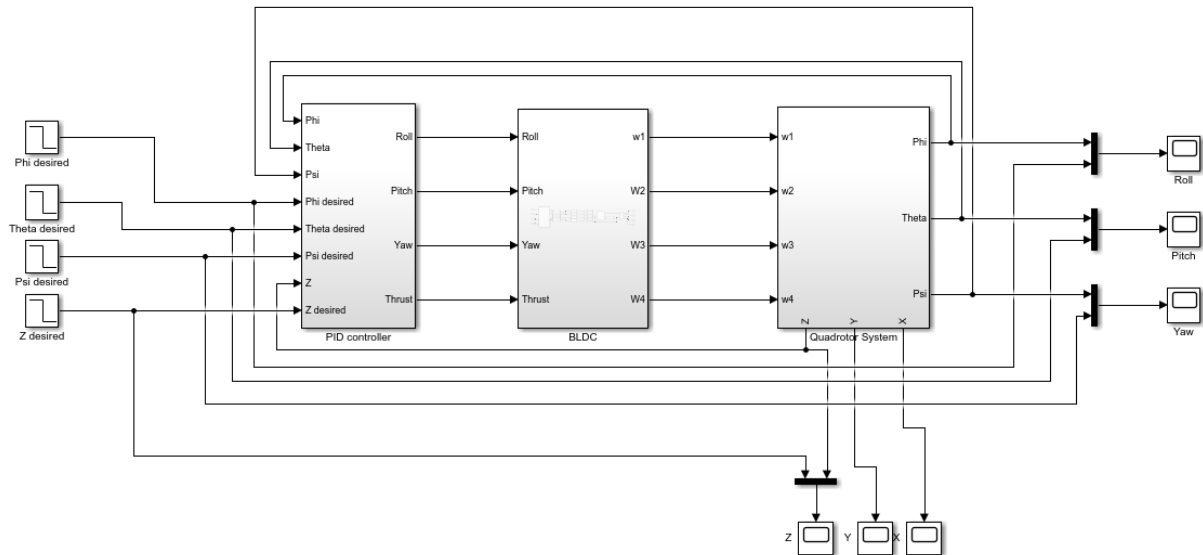 Phi desired
Theta desired
Psi desired
Z desired
Phi
Theta
Psi
Phi desired
Theta desired
Psi desired
Z
Z desired
Roll
Pitch
Yaw
Thrust
PID controller
Roll
Pitch
Yaw
Thrust
w1
W2
W3
W4
BLDC
w1
w2
w3
w4
Phi
Theta
Psi
Z
Y
X
Quadrotor System
Roll
Pitch
Yaw
Z
Y
X